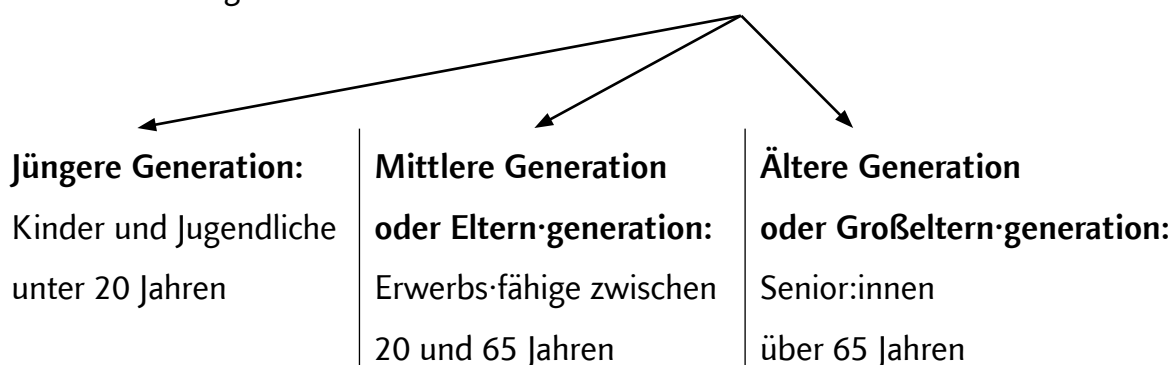 Jüngere Generation:
Kinder und Jugendliche
unter 20 Jahren
Mittlere Generation
oder Eltern·generation:
Erwerbs·fähige zwischen
20 und 65 Jahren
Ältere Generation
oder Großeltern·generation:
Senior:innen
über 65 Jahren